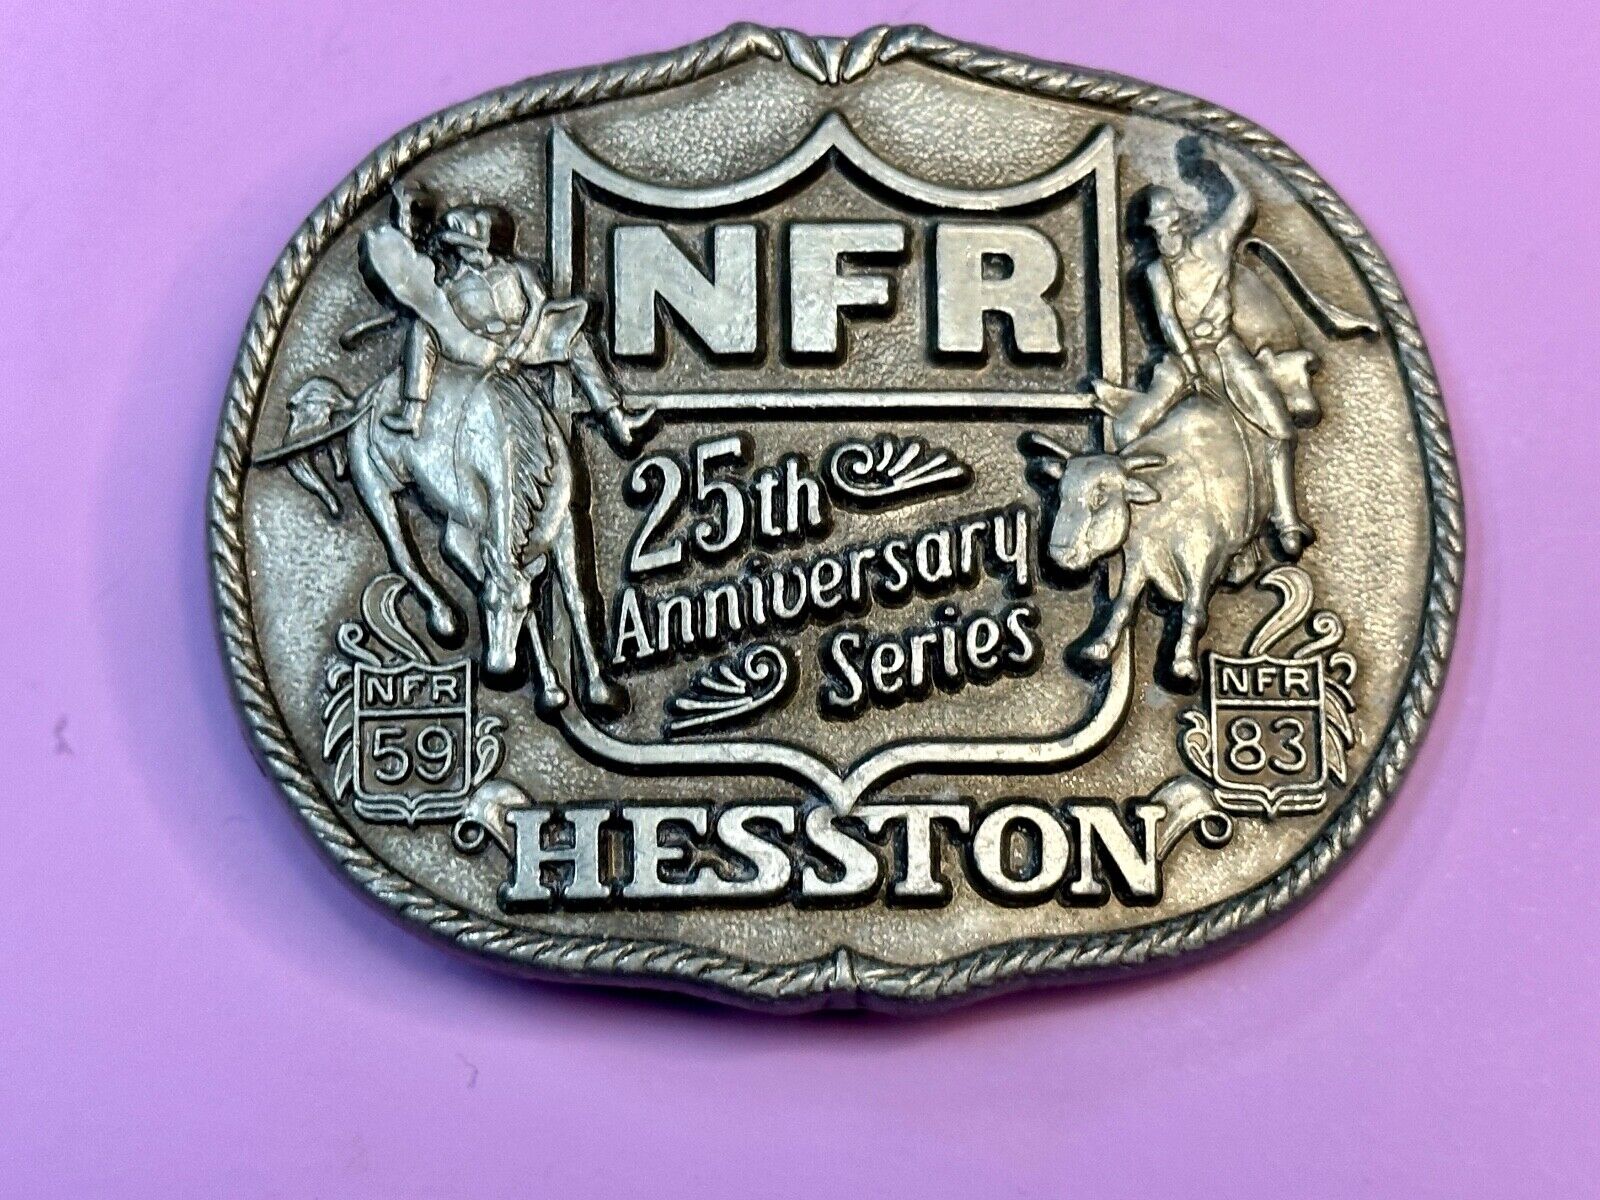 NFR
25th
Anniversary
Series
NFR
59
NFR
83
HESSTON